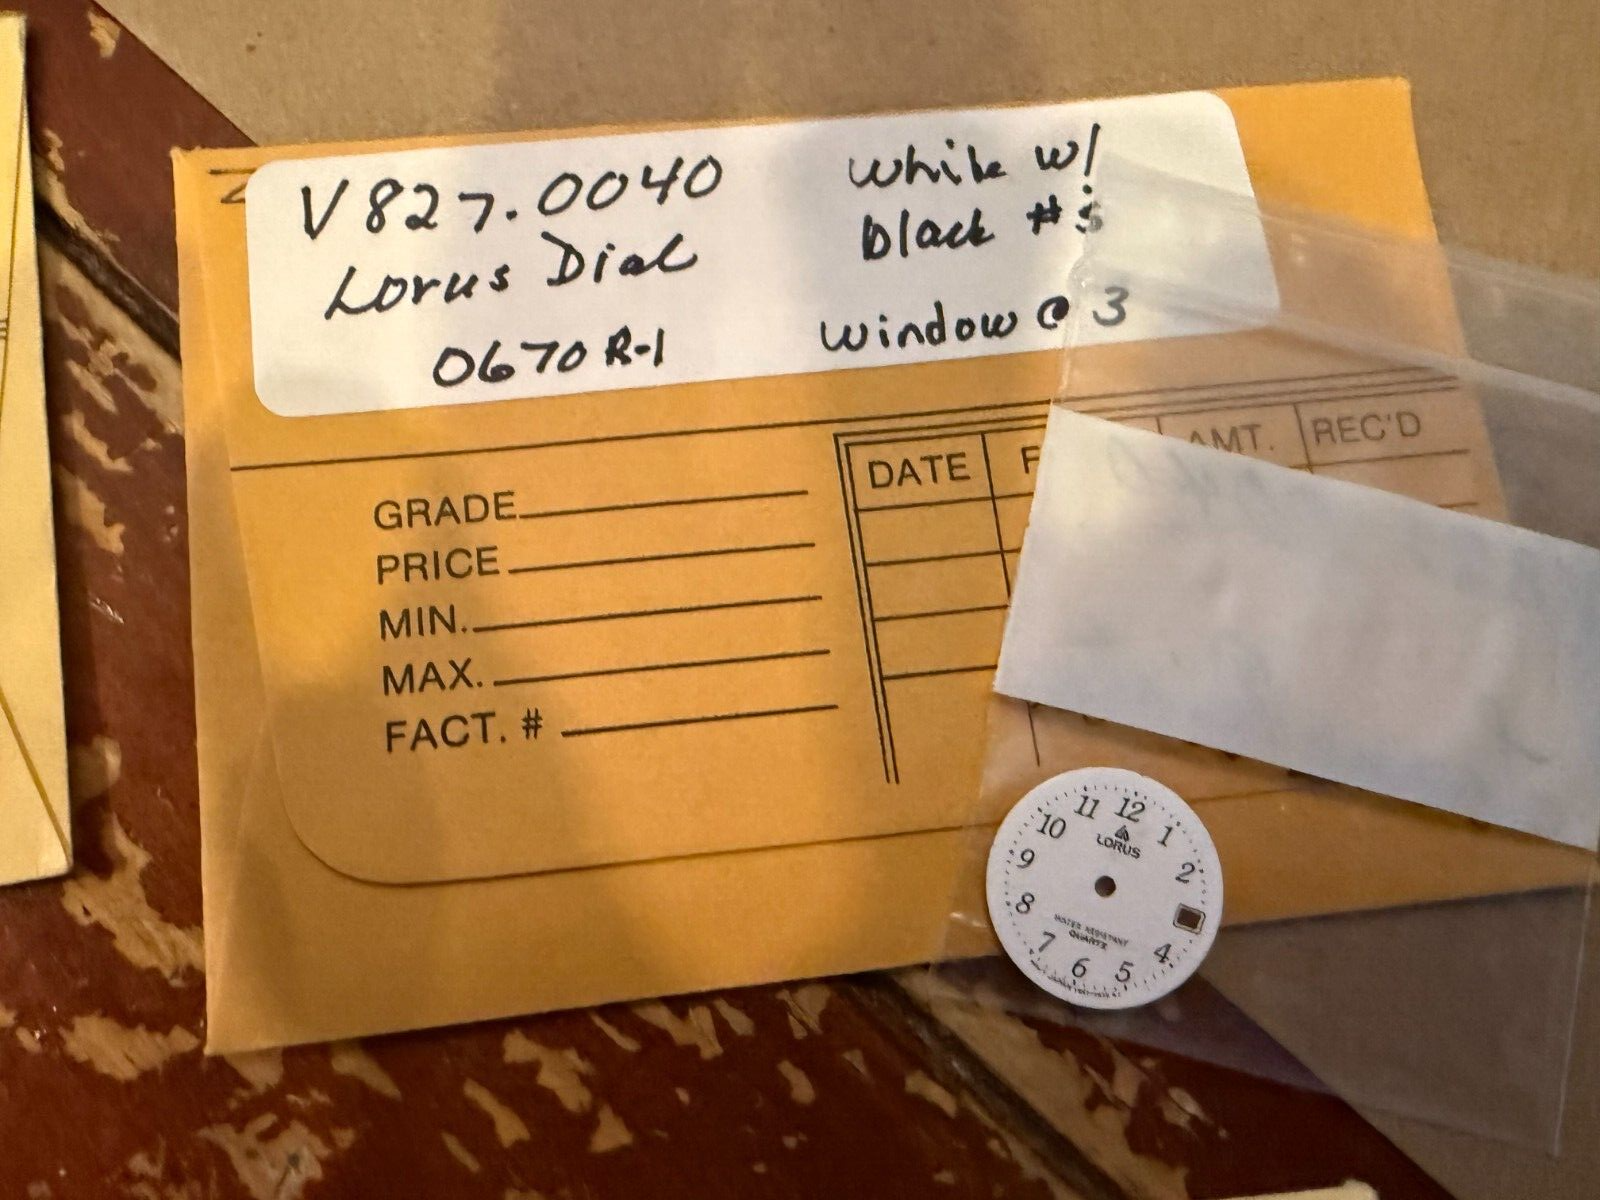 V827.0040
Lorus Dial
0670 R-1
white w/
black #s
window @ 3
GRADE
PRICE
MIN.
MAX.
FACT. #
DATE
AMT.
REC'D
11 12 1
10 2
9
8 4
7 6 5
LORUS
WATER RESISTANT
QUARTZ